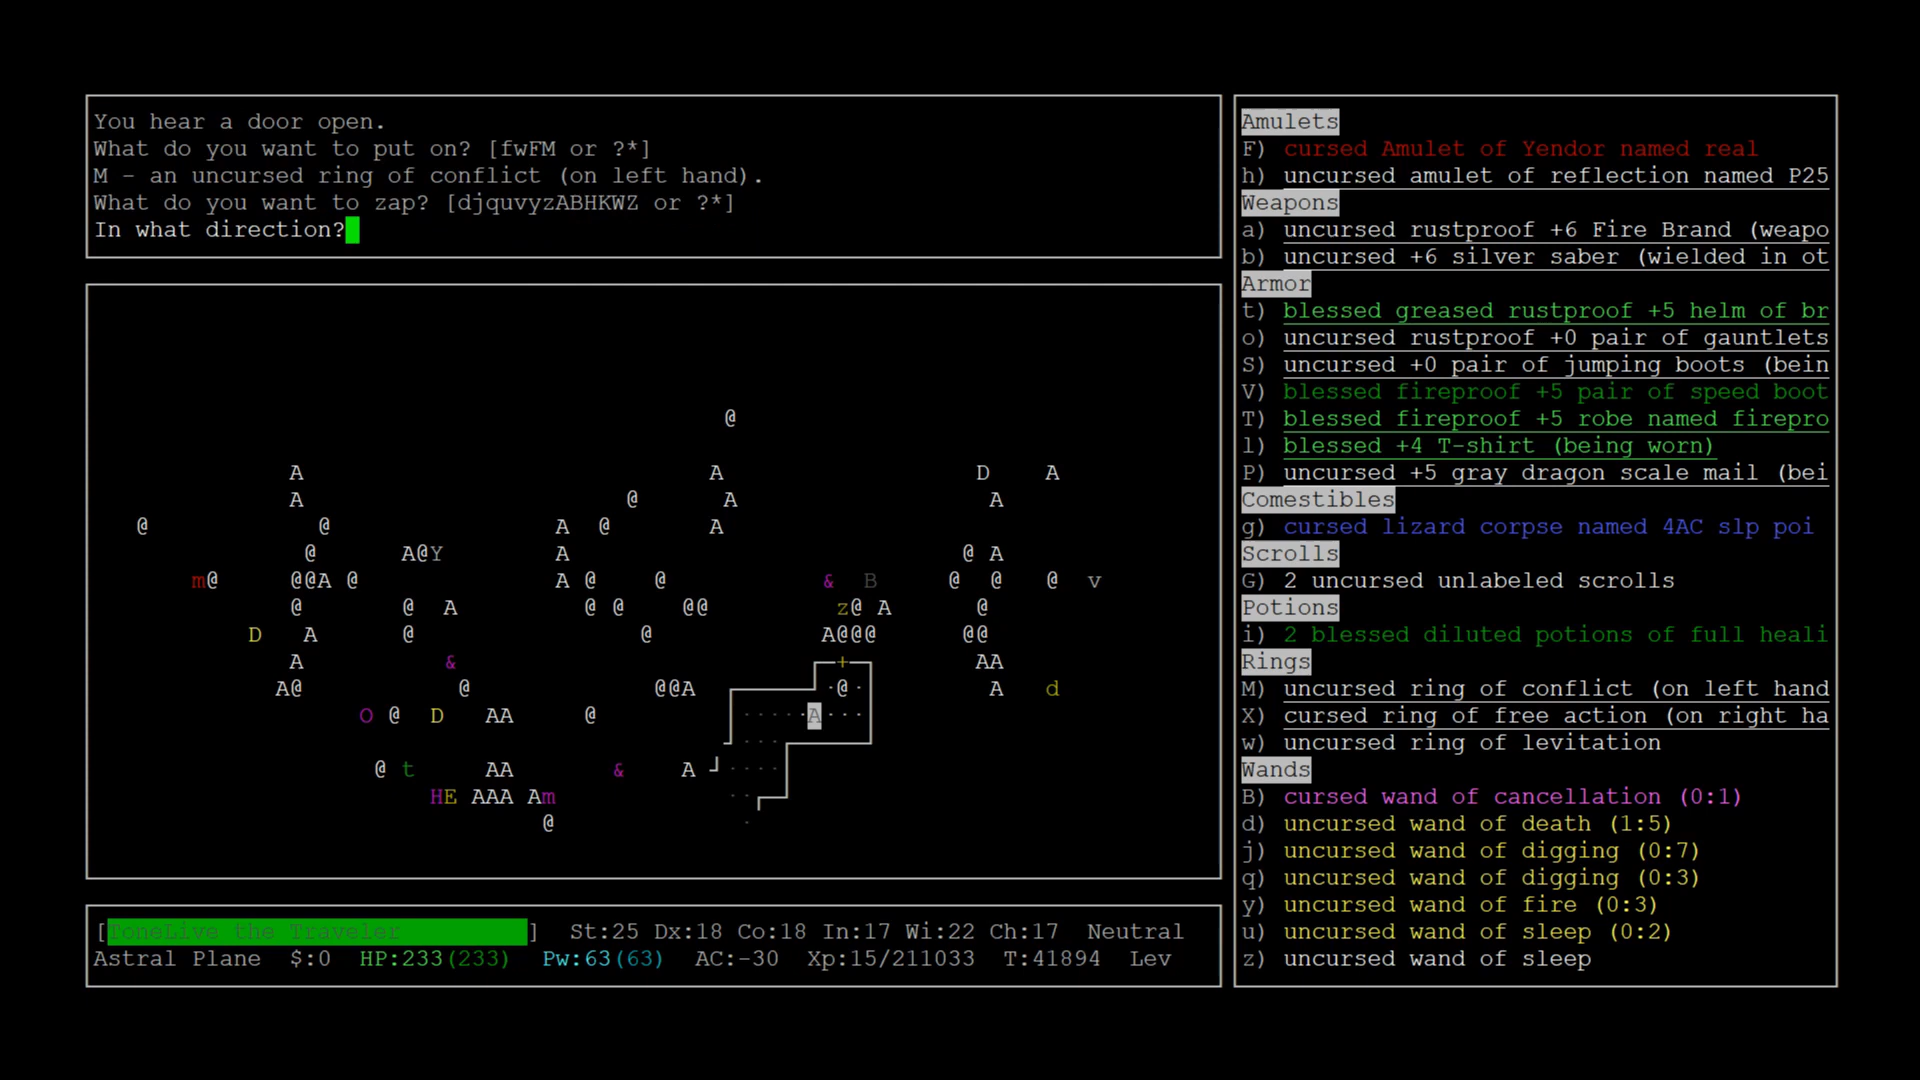 You hear a door open.
What do you want to put on? [fwFM or ?*]
M - an uncursed ring of conflict (on left hand).
What do you want to zap? [djquvyzABHKWZ or ?*]
In what direction?
@
A A D A
A @ A A
@ @ A @ A
@ A@Y A @ A
m@ @@A @ A @ @ & B @ @ @ v
@ @ A @ @ @@ z@ A @
D A @ @ A@@@ @@
A & + AA
A@ @ @@A ·@· A d
O @ D AA @ ·····A···
···
@ t AA & A ····
HE AAA Am ··
@ ·
[ToneLive the Traveler ] St:25 Dx:18 Co:18 In:17 Wi:22 Ch:17 Neutral
Astral Plane $:0 HP:233(233) Pw:63(63) AC:-30 Xp:15/211033 T:41894 Lev
Amulets
F) cursed Amulet of Yendor named real
h) uncursed amulet of reflection named P25
Weapons
a) uncursed rustproof +6 Fire Brand (weapo
b) uncursed +6 silver saber (wielded in ot
Armor
t) blessed greased rustproof +5 helm of br
o) uncursed rustproof +0 pair of gauntlets
S) uncursed +0 pair of jumping boots (bein
V) blessed fireproof +5 pair of speed boot
T) blessed fireproof +5 robe named firepro
l) blessed +4 T-shirt (being worn)
P) uncursed +5 gray dragon scale mail (bei
Comestibles
g) cursed lizard corpse named 4AC slp poi
Scrolls
G) 2 uncursed unlabeled scrolls
Potions
i) 2 blessed diluted potions of full heali
Rings
M) uncursed ring of conflict (on left hand
X) cursed ring of free action (on right ha
w) uncursed ring of levitation
Wands
B) cursed wand of cancellation (0:1)
d) uncursed wand of death (1:5)
j) uncursed wand of digging (0:7)
q) uncursed wand of digging (0:3)
y) uncursed wand of fire (0:3)
u) uncursed wand of sleep (0:2)
z) uncursed wand of sleep